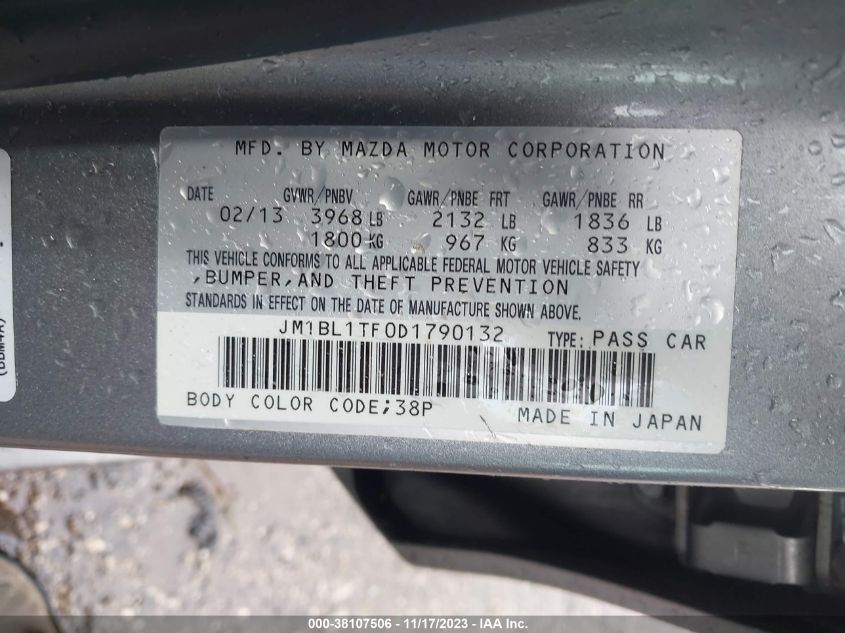 MFD. BY MAZDA MOTOR CORPORATION
DATE GVWR/PNBV GAWR/PNBE FRT GAWR/PNBE RR
02/13 3968 LB 2132 LB 1836 LB
1800 KG 967 KG 833 KG
THIS VEHICLE CONFORMS TO ALL APPLICABLE FEDERAL MOTOR VEHICLE SAFETY
,BUMPER,AND THEFT PREVENTION
STANDARDS IN EFFECT ON THE DATE OF MANUFACTURE SHOWN ABOVE.
JM1BL1TF0D1790132 TYPE: PASS CAR
BODY COLOR CODE;38P MADE IN JAPAN
(BBM4A)
000-38107506 - 11/17/2023 - © IAA Inc.